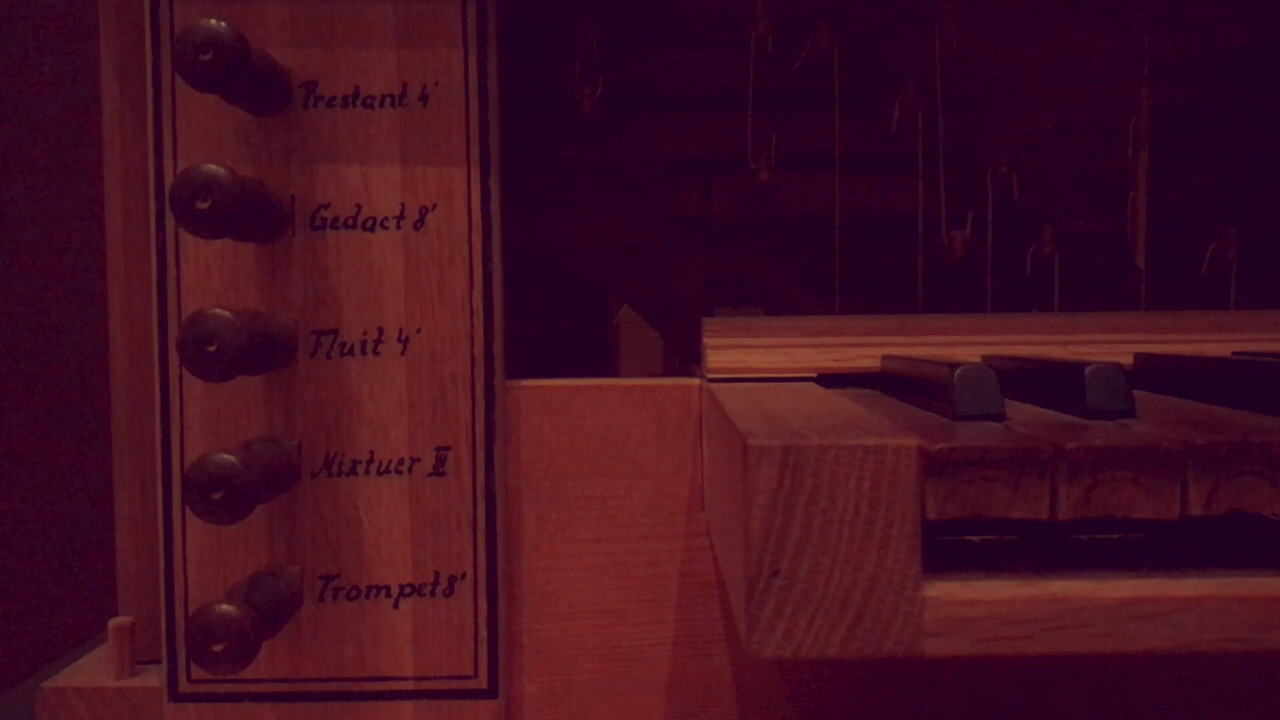 Prestant 4'
Gedact 8'
Fluit 4'
Mixtuer III
Trompet 8'